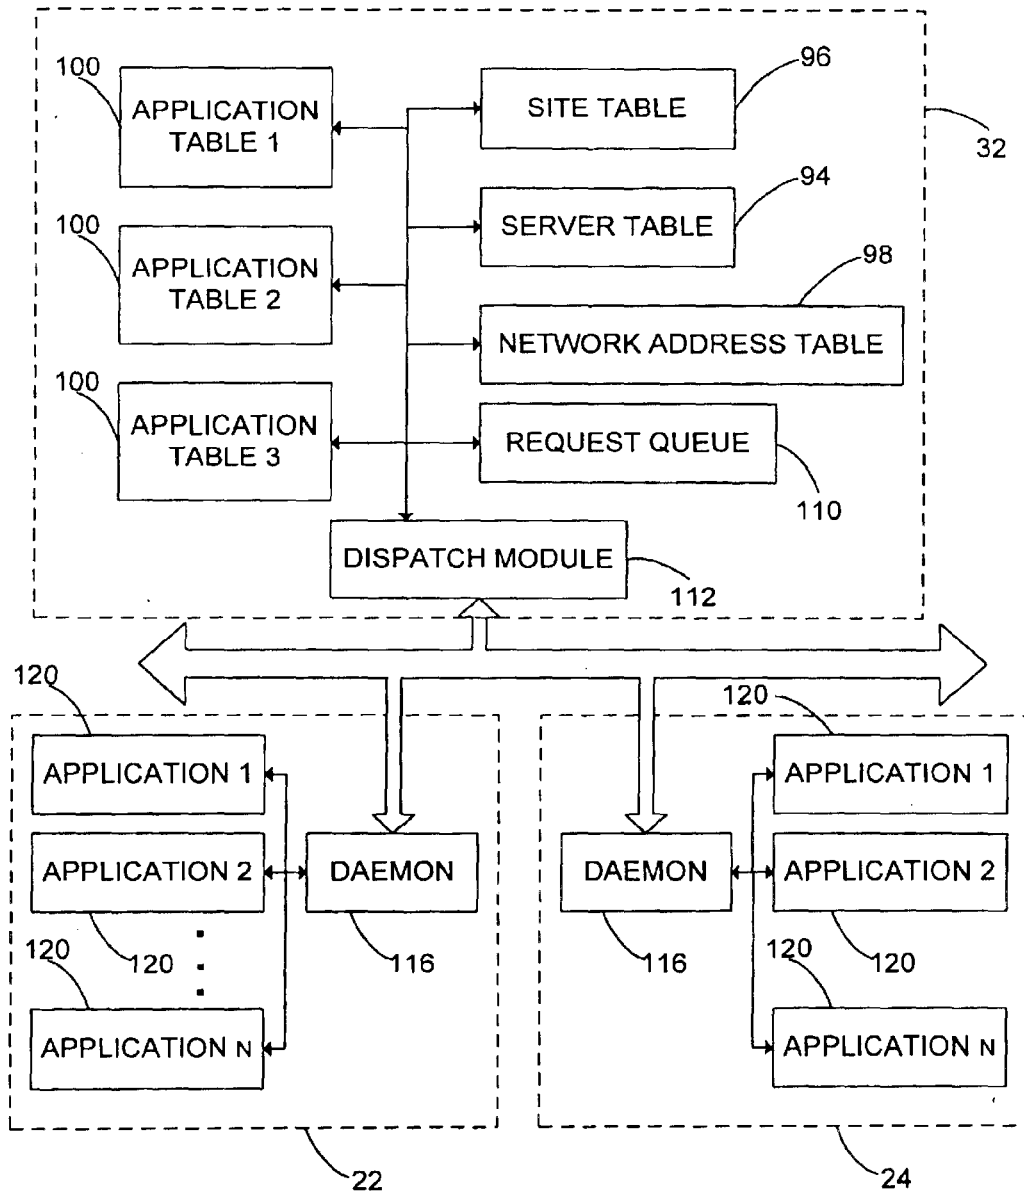 100
APPLICATION
TABLE 1
SITE TABLE
96
32
100
APPLICATION
TABLE 2
SERVER TABLE
94
98
NETWORK ADDRESS TABLE
100
APPLICATION
TABLE 3
REQUEST QUEUE
110
DISPATCH MODULE
112
120
APPLICATION 1
APPLICATION 2
DAEMON
120
120
116
APPLICATION N
22
120
APPLICATION 1
DAEMON
APPLICATION 2
116
120
120
APPLICATION N
24